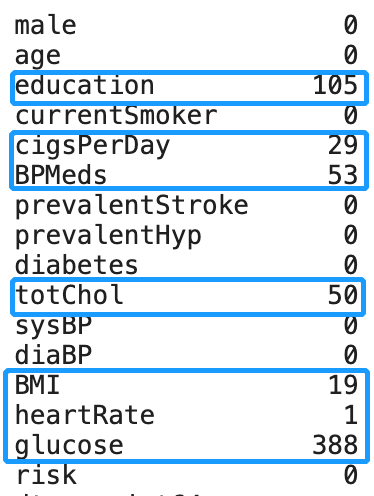 male 0
age 0
education 105
currentSmoker 0
cigsPerDay 29
BPMeds 53
prevalentStroke 0
prevalentHyp 0
diabetes 0
totChol 50
sysBP 0
diaBP 0
BMI 19
heartRate 1
glucose 388
risk 0